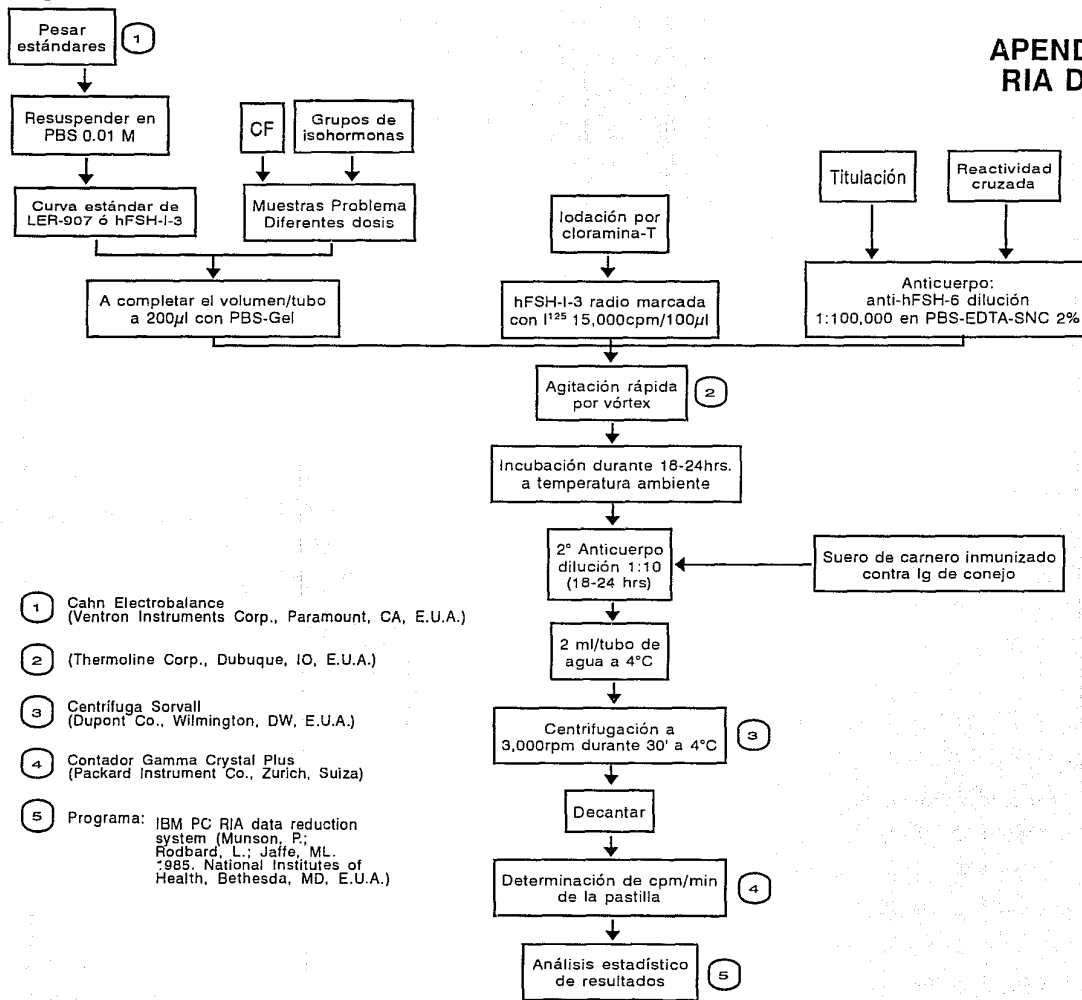 APEND
RIA D
Pesar
estándares
1
Resuspender en
PBS 0.01 M
Curva estándar de
LER-907 ó hFSH-I-3
CF
Grupos de
isohormonas
Muestras Problema
Diferentes dosis
A completar el volumen/tubo
a 200µl con PBS-Gel
Iodación por
cloramina-T
hFSH-I-3 radio marcada
con I¹²⁵ 15,000cpm/100µl
Titulación
Reactividad
cruzada
Anticuerpo:
anti-hFSH-6 dilución
1:100,000 en PBS-EDTA-SNC 2%
Agitación rápida
por vórtex
2
Incubación durante 18-24hrs.
a temperatura ambiente
2° Anticuerpo
dilución 1:10
(18-24 hrs)
Suero de carnero inmunizado
contra Ig de conejo
2 ml/tubo de
agua a 4°C
Centrifugación a
3,000rpm durante 30' a 4°C
3
Decantar
Determinación de cpm/min
de la pastilla
4
Análisis estadístico
de resultados
5
1 Cahn Electrobalance
(Ventron Instruments Corp., Paramount, CA, E.U.A.)
2 (Thermoline Corp., Dubuque, IO, E.U.A.)
3 Centrífuga Sorvall
(Dupont Co., Wilmington, DW, E.U.A.)
4 Contador Gamma Crystal Plus
(Packard Instrument Co., Zurich, Suiza)
5 Programa: IBM PC RIA data reduction
system (Munson, P.;
Rodbard, L.; Jaffe, ML.
1985. National Institutes of
Health, Bethesda, MD, E.U.A.)